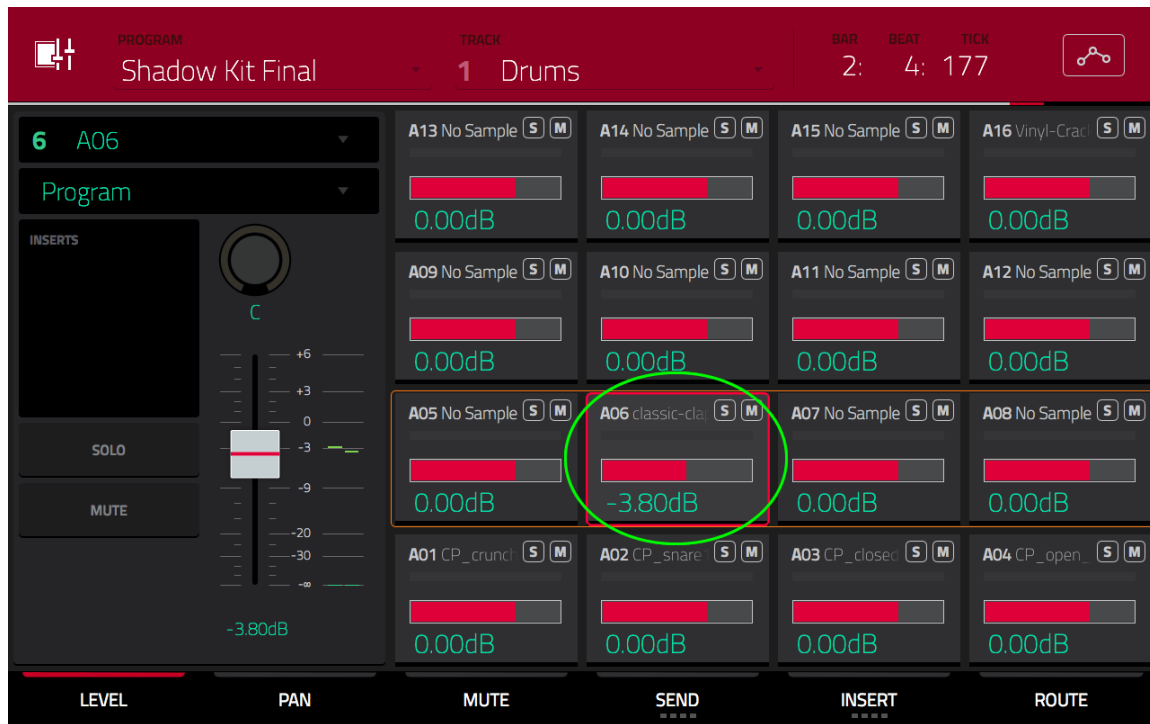 PROGRAM
Shadow Kit Final
TRACK
1 Drums
BAR BEAT TICK
2: 4: 177
6 A06
Program
INSERTS
C
+6
+3
0
-3
-9
-20
-30
-∞
SOLO
MUTE
-3.80dB
A13 No Sample S M
0.00dB
A14 No Sample S M
0.00dB
A15 No Sample S M
0.00dB
A16 Vinyl-Crac S M
0.00dB
A09 No Sample S M
0.00dB
A10 No Sample S M
0.00dB
A11 No Sample S M
0.00dB
A12 No Sample S M
0.00dB
A05 No Sample S M
0.00dB
A06 classic-cla S M
-3.80dB
A07 No Sample S M
0.00dB
A08 No Sample S M
0.00dB
A01 CP_crunch S M
0.00dB
A02 CP_snare S M
0.00dB
A03 CP_closed S M
0.00dB
A04 CP_open_ S M
0.00dB
LEVEL PAN MUTE SEND INSERT ROUTE